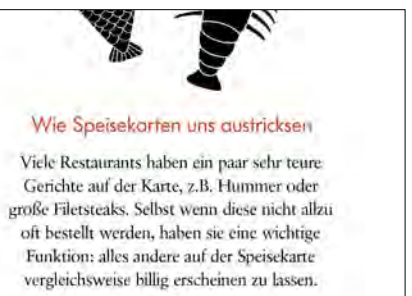 Wie Speisekarten uns austricksen
Viele Restaurants haben ein paar sehr teure
Gerichte auf der Karte, z.B. Hummer oder
große Filetsteaks. Selbst wenn diese nicht allzu
oft bestellt werden, haben sie eine wichtige
Funktion: alles andere auf der Speisekarte
vergleichsweise billig erscheinen zu lassen.